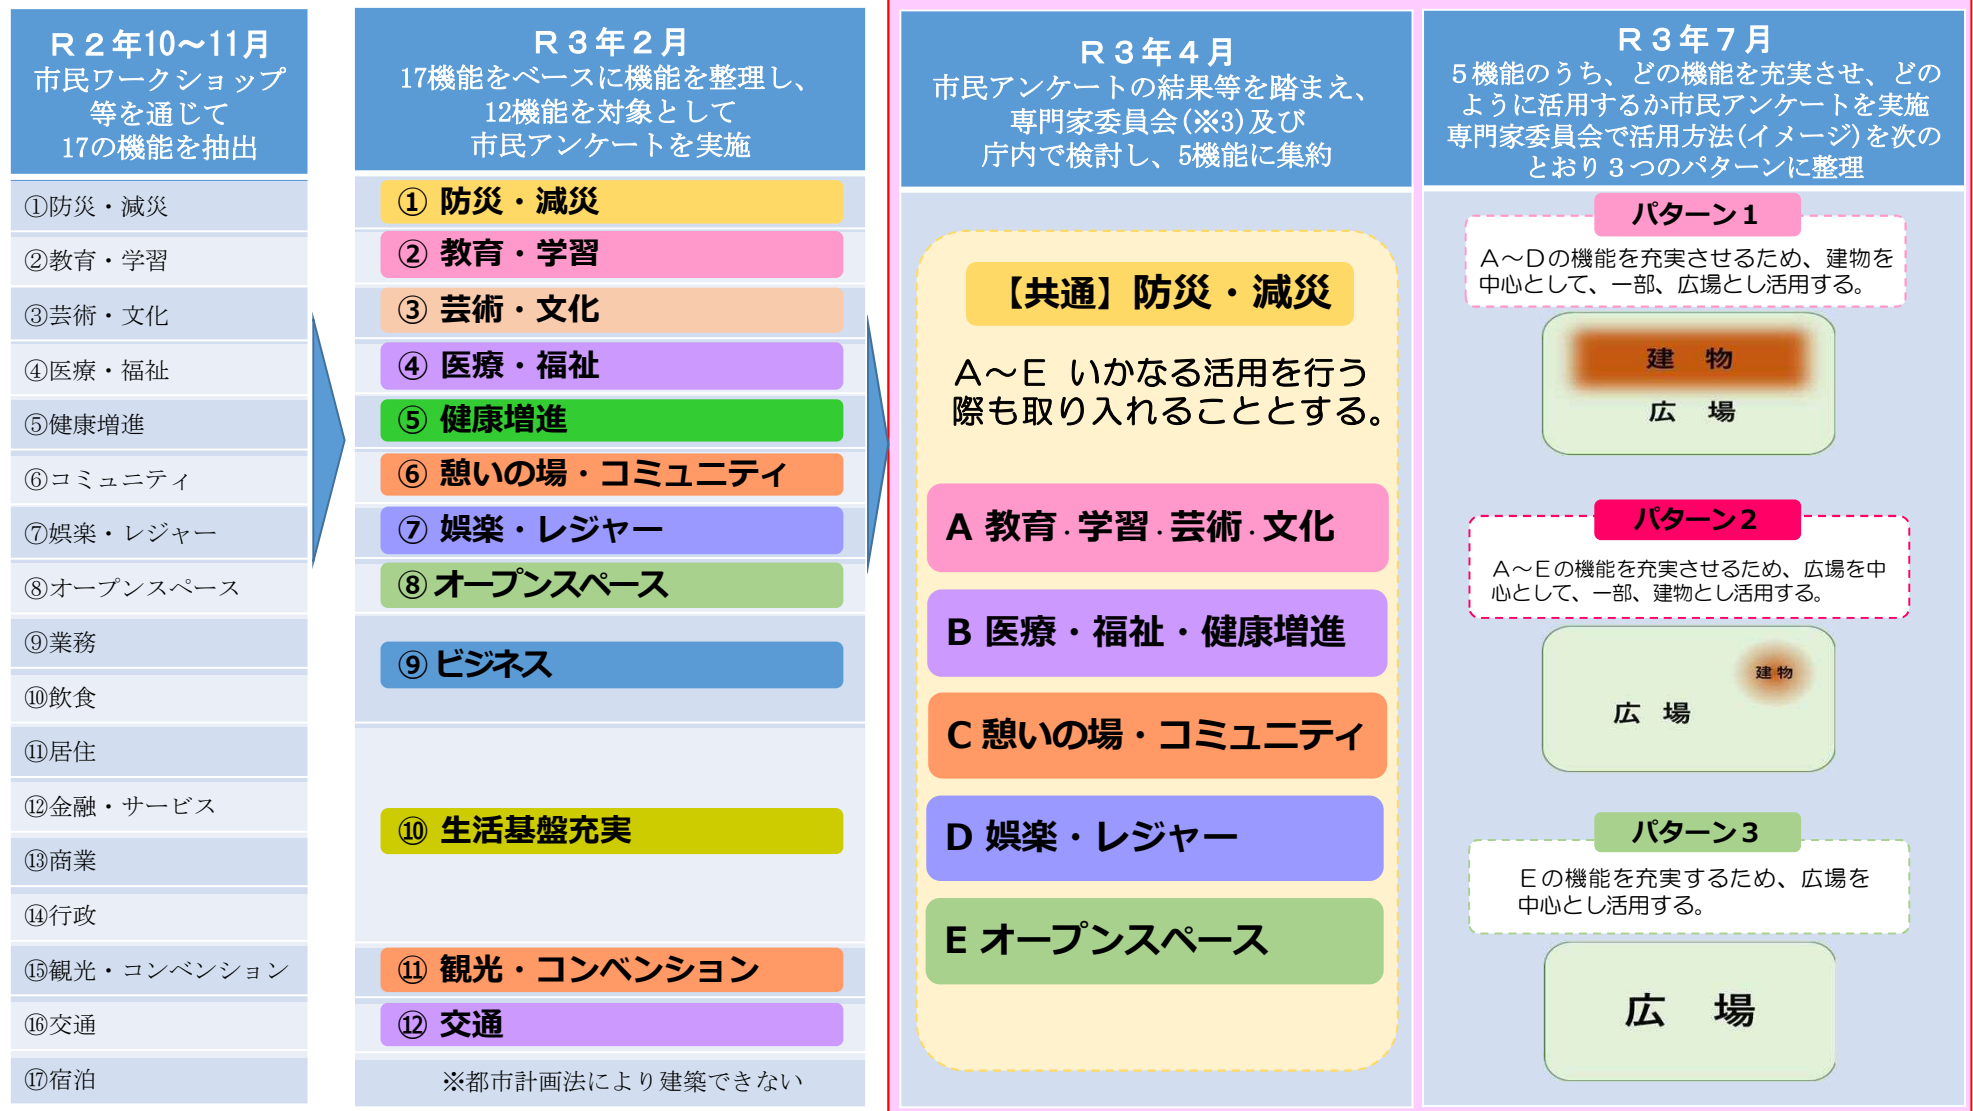 R２年10～11月
市民ワークショップ
等を通じて
17の機能を抽出
①防災・減災
②教育・学習
③芸術・文化
④医療・福祉
⑤健康増進
⑥コミュニティ
⑦娯楽・レジャー
⑧オープンスペース
⑨業務
⑩飲食
⑪居住
⑫金融・サービス
⑬商業
⑭行政
⑮観光・コンベンション
⑯交通
⑰宿泊
R３年２月
17機能をベースに機能を整理し、
12機能を対象として
市民アンケートを実施
① 防災・減災
② 教育・学習
③ 芸術・文化
④ 医療・福祉
⑤ 健康増進
⑥ 憩いの場・コミュニティ
⑦ 娯楽・レジャー
⑧ オープンスペース
⑨ ビジネス
⑩ 生活基盤充実
⑪ 観光・コンベンション
⑫ 交通
※都市計画法により建築できない
R３年４月
市民アンケートの結果等を踏まえ、
専門家委員会(※3)及び
庁内で検討し、5機能に集約
【共通】防災・減災
A～E いかなる活用を行う
際も取り入れることとする。
A 教育・学習・芸術・文化
B 医療・福祉・健康増進
C 憩いの場・コミュニティ
D 娯楽・レジャー
E オープンスペース
R３年７月
５機能のうち、どの機能を充実させ、どの
ように活用するか市民アンケートを実施
専門家委員会で活用方法(イメージ)を次の
とおり３つのパターンに整理
パターン１
A～Dの機能を充実させるため、建物を
中心として、一部、広場とし活用する。
建 物
広 場
パターン２
A～Eの機能を充実させるため、広場を中
心として、一部、建物とし活用する。
建 物
広 場
パターン３
Eの機能を充実するため、広場を
中心とし活用する。
広 場